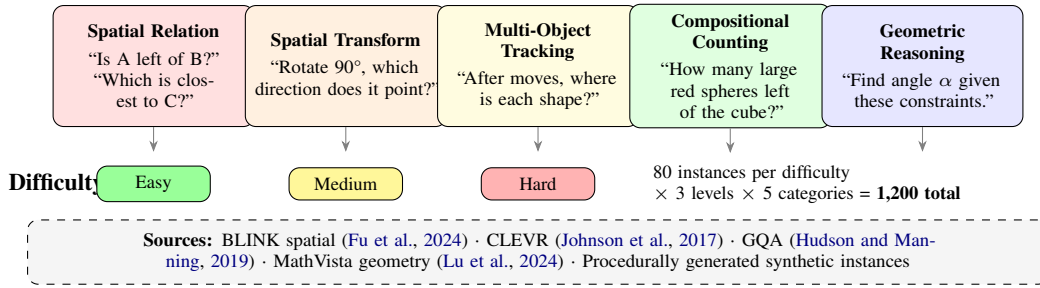 Spatial Relation
“Is A left of B?”
“Which is clos-
est to C?”
Spatial Transform
“Rotate 90°, which
direction does it point?”
Multi-Object
Tracking
“After moves, where
is each shape?”
Compositional
Counting
“How many large
red spheres left
of the cube?”
Geometric
Reasoning
“Find angle α given
these constraints.”
Difficulty
Easy
Medium
Hard
80 instances per difficulty
× 3 levels × 5 categories = 1,200 total
Sources: BLINK spatial (Fu et al., 2024) · CLEVR (Johnson et al., 2017) · GQA (Hudson and Man-
ning, 2019) · MathVista geometry (Lu et al., 2024) · Procedurally generated synthetic instances